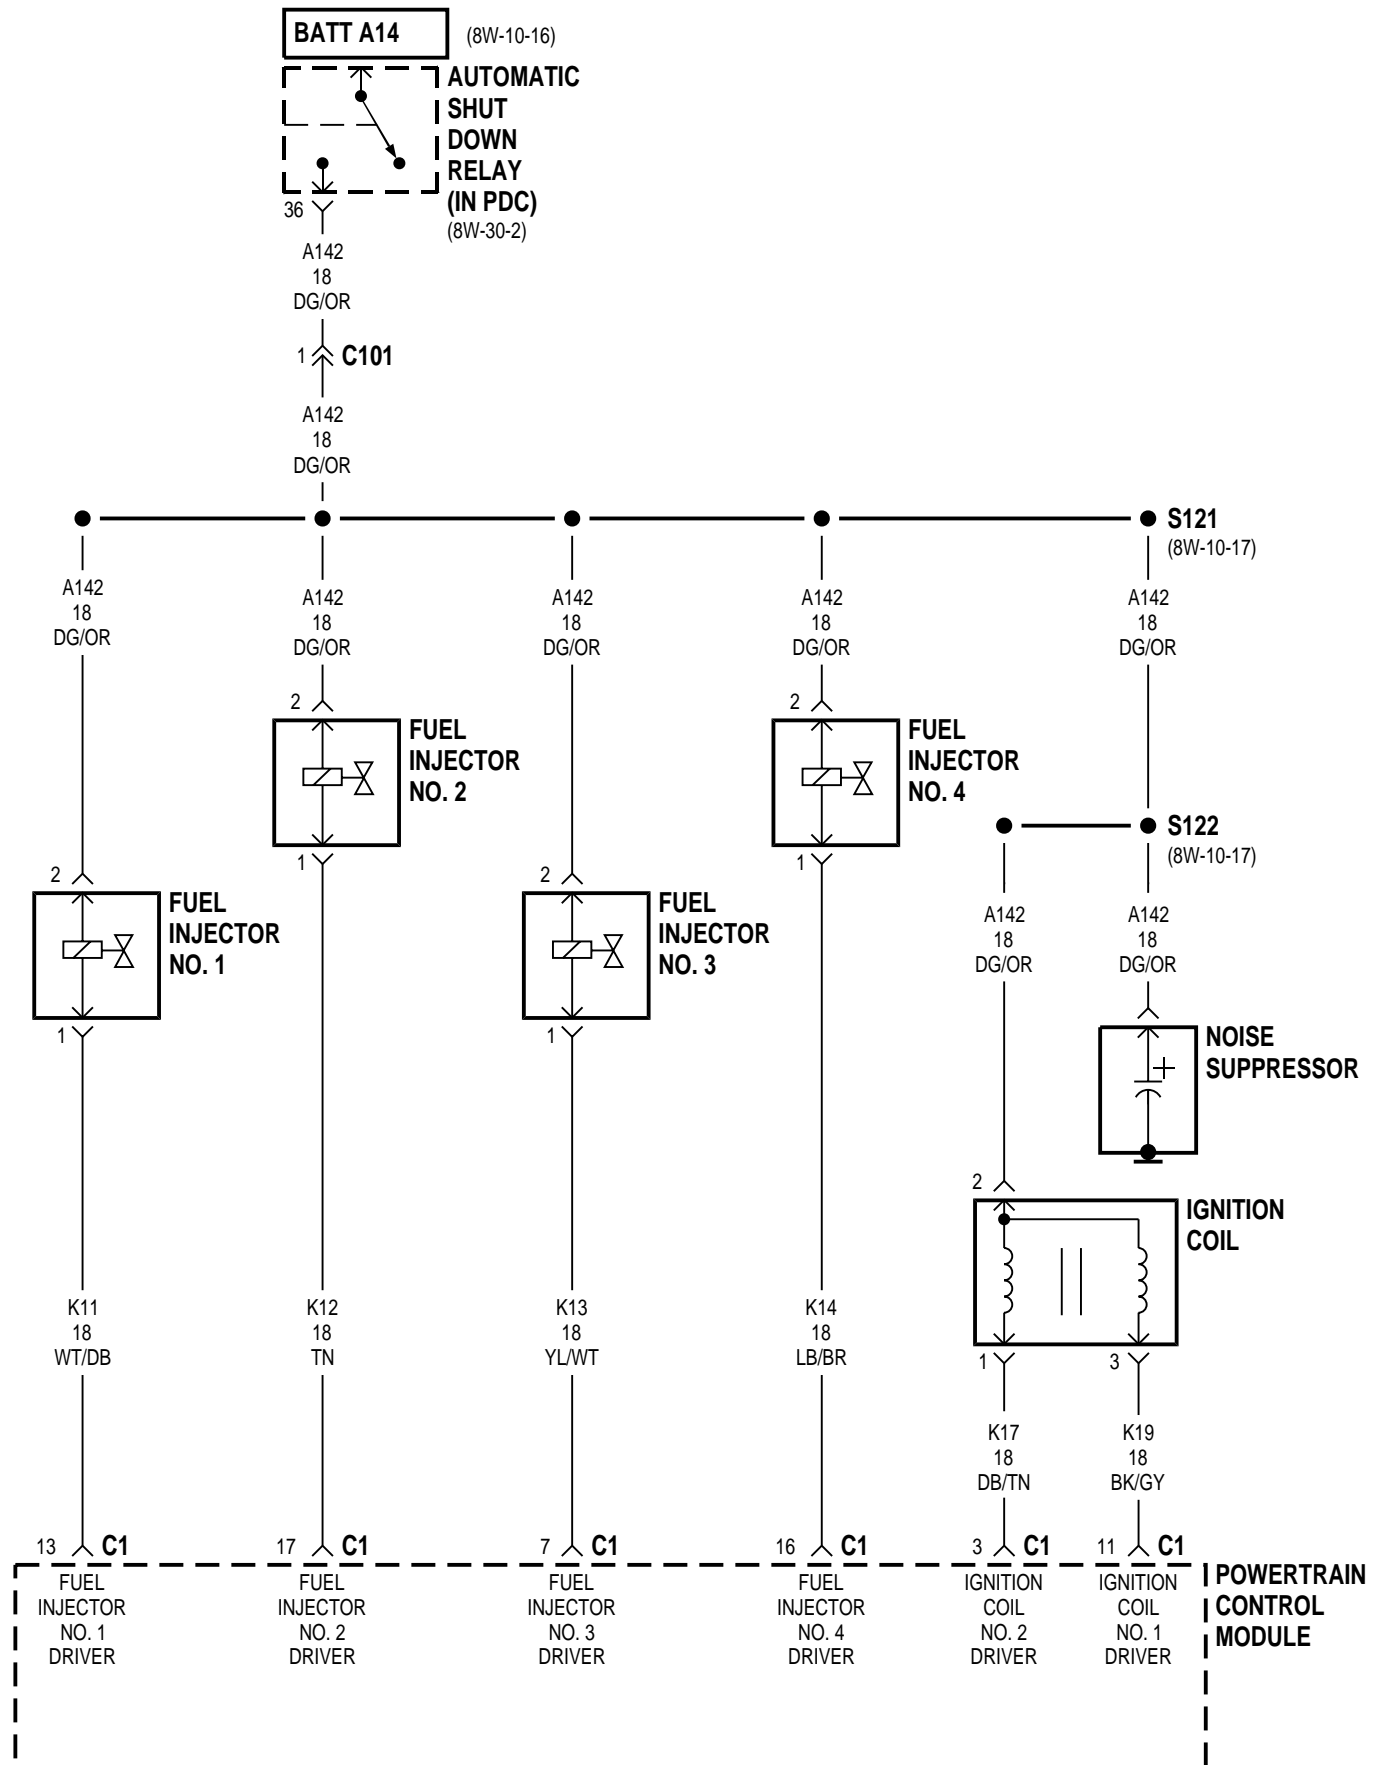 BATT A14
(8W-10-16)
AUTOMATIC
SHUT
DOWN
RELAY
(IN PDC)
(8W-30-2)
36
A142
18
DG/OR
1
C101
A142
18
DG/OR
S121
(8W-10-17)
A142
18
DG/OR
A142
18
DG/OR
A142
18
DG/OR
A142
18
DG/OR
A142
18
DG/OR
2
FUEL
INJECTOR
NO. 2
1
2
FUEL
INJECTOR
NO. 4
1
S122
(8W-10-17)
2
FUEL
INJECTOR
NO. 1
1
2
FUEL
INJECTOR
NO. 3
1
A142
18
DG/OR
A142
18
DG/OR
NOISE
SUPPRESSOR
+
2
IGNITION
COIL
1
3
K11
18
WT/DB
K12
18
TN
K13
18
YL/WT
K14
18
LB/BR
K17
18
DB/TN
K19
18
BK/GY
13 C1
17 C1
7 C1
16 C1
3 C1
11 C1
FUEL
INJECTOR
NO. 1
DRIVER
FUEL
INJECTOR
NO. 2
DRIVER
FUEL
INJECTOR
NO. 3
DRIVER
FUEL
INJECTOR
NO. 4
DRIVER
IGNITION
COIL
NO. 2
DRIVER
IGNITION
COIL
NO. 1
DRIVER
POWERTRAIN
CONTROL
MODULE